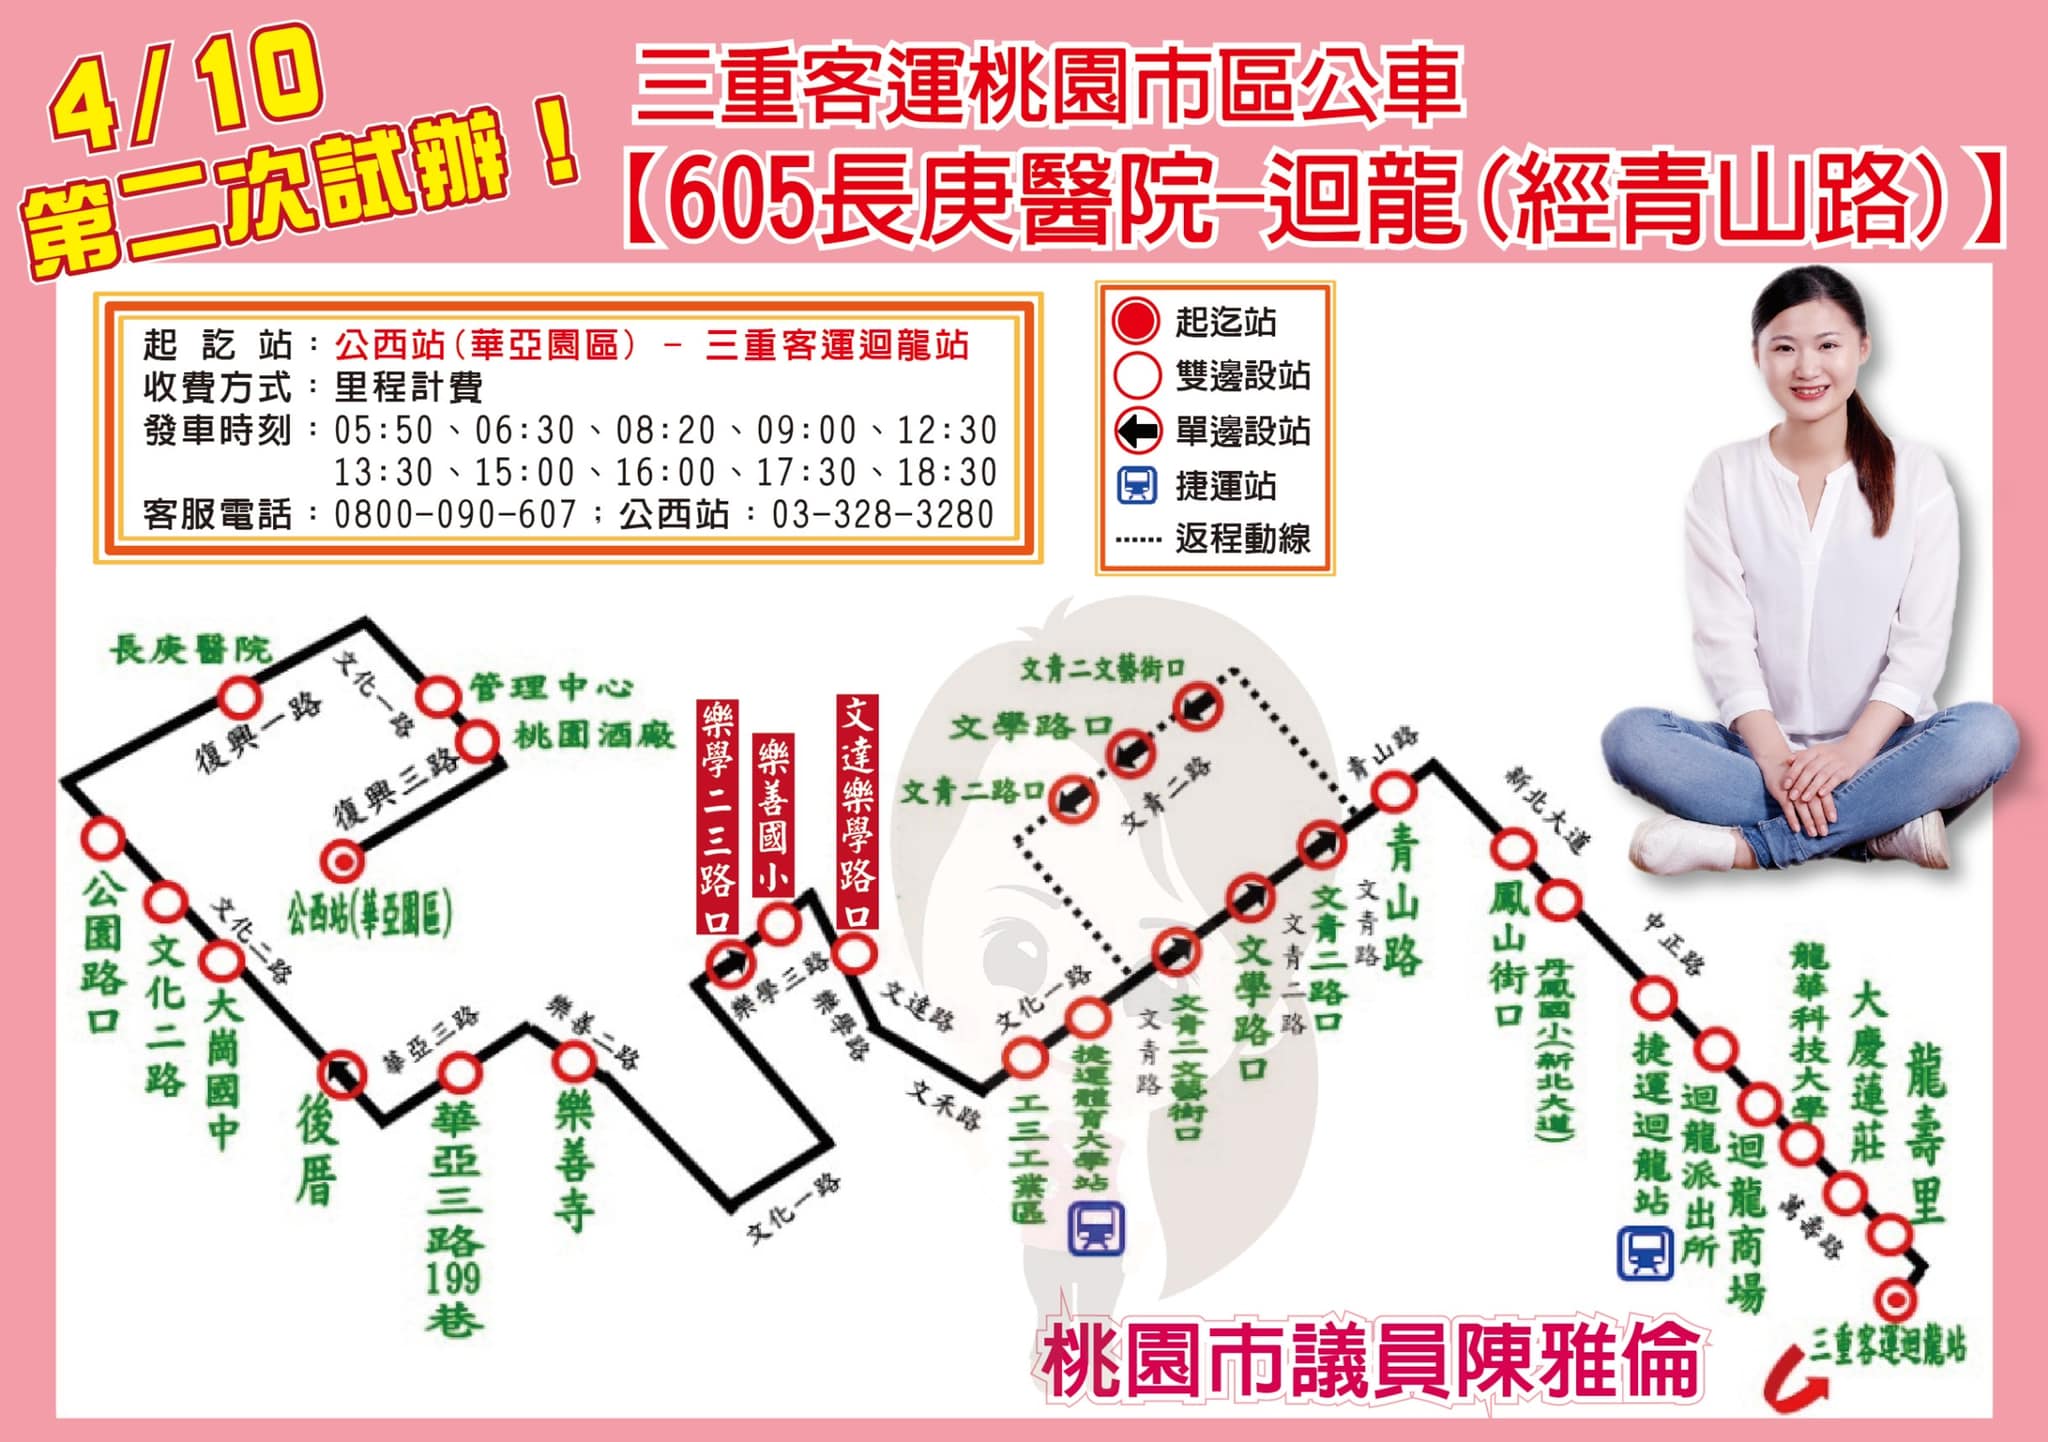 4/10
第二次試辦！
三重客運桃園市區公車
【605長庚醫院-迴龍(經青山路)】
起訖站：公西站(華亞園區) - 三重客運迴龍站
收費方式：里程計費
發車時刻：05:50、06:30、08:20、09:00、12:30
13:30、15:00、16:00、17:30、18:30
客服電話：0800-090-607；公西站：03-328-3280
起迄站
雙邊設站
單邊設站
捷運站
返程動線
長庚醫院
復興一路
文化一路
管理中心
桃園酒廠
復興三路
公西站(華亞園區)
公園路口
文化二路
大崗國中
文化二路
後厝
華亞三路
華亞三路199巷
樂善二路
樂善寺
文化一路
樂學二三路口
樂善國小
樂學三路
文達樂學路口
樂學路
文達路
文禾路
文化一路
工三工業區
捷運體育大學站
文青路
文青二文藝街口
文學路口
文青二路
文青二路口
文青路
文青二文藝街口
文學路口
文青二路口
文青二路
青山路
青山路
新北大道
鳳山街口
丹鳳國小(新北大道)
中正路
捷運迴龍站
迴龍派出所
迴龍商場
龍華科技大學
大慶蓮莊
萬壽路
龍壽里
三重客運迴龍站
桃園市議員陳雅倫